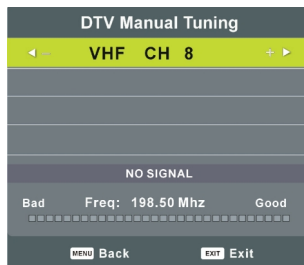 DTV Manual Tuning
– VHF CH 8 +
NO SIGNAL
Bad Freq: 198.50 Mhz Good
MENU Back EXIT Exit